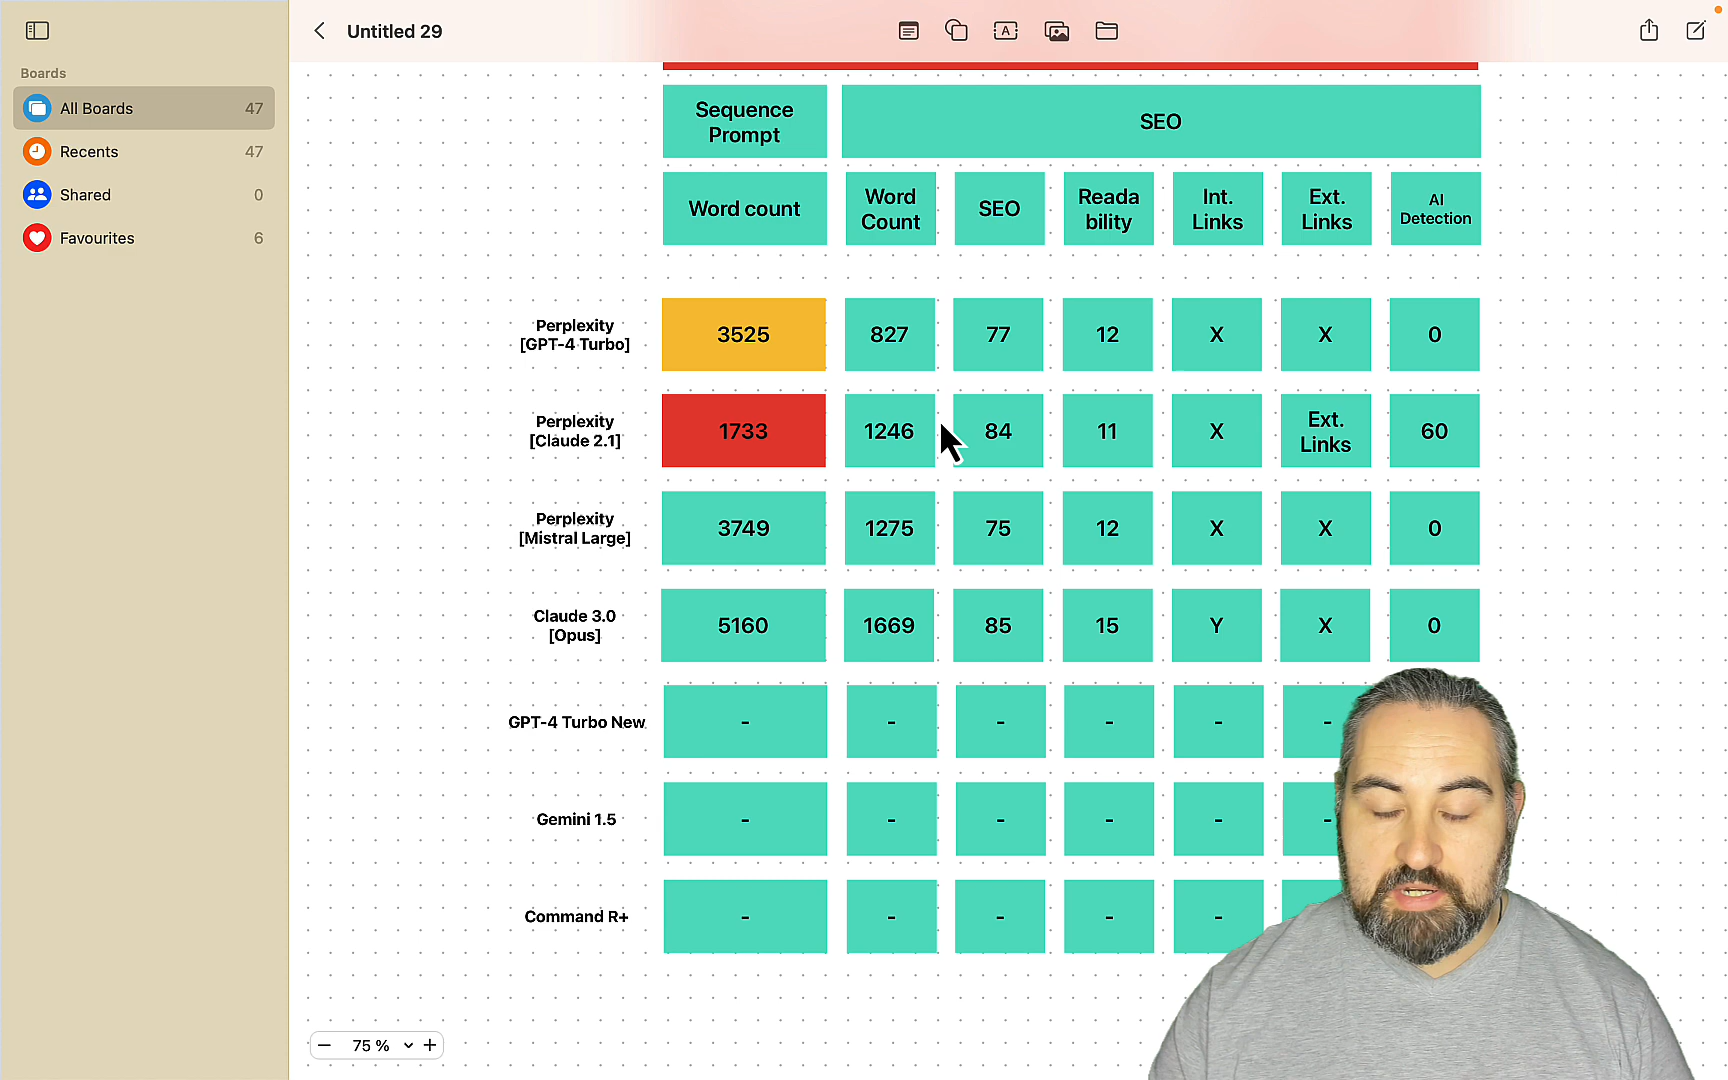 Untitled 29
Boards
All Boards 47
Recents 47
Shared 0
Favourites 6
Sequence
Prompt
SEO
Word count
Word
Count
SEO
Reada
bility
Int.
Links
Ext.
Links
AI
Detection
Perplexity
[GPT-4 Turbo]
3525 827 77 12 X X 0
Perplexity
[Claude 2.1]
1733 1246 84 11 X Ext.
Links 60
Perplexity
[Mistral Large]
3749 1275 75 12 X X 0
Claude 3.0
[Opus]
5160 1669 85 15 Y X 0
GPT-4 Turbo New - - - - - -
Gemini 1.5 - - - - - -
Command R+ - - - - -
75 %